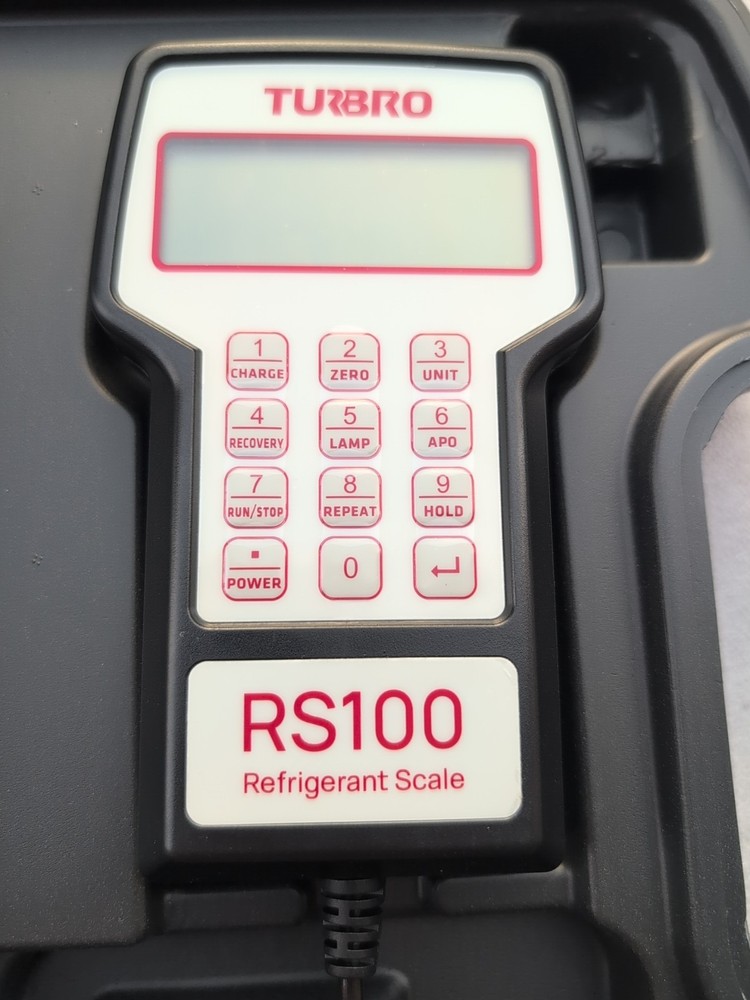 TURBRO
1 2 3
CHARGE ZERO UNIT
4 5 6
RECOVERY LAMP APO
7 8 9
RUN/STOP REPEAT HOLD
. 0 ↵
POWER
RS100
Refrigerant Scale